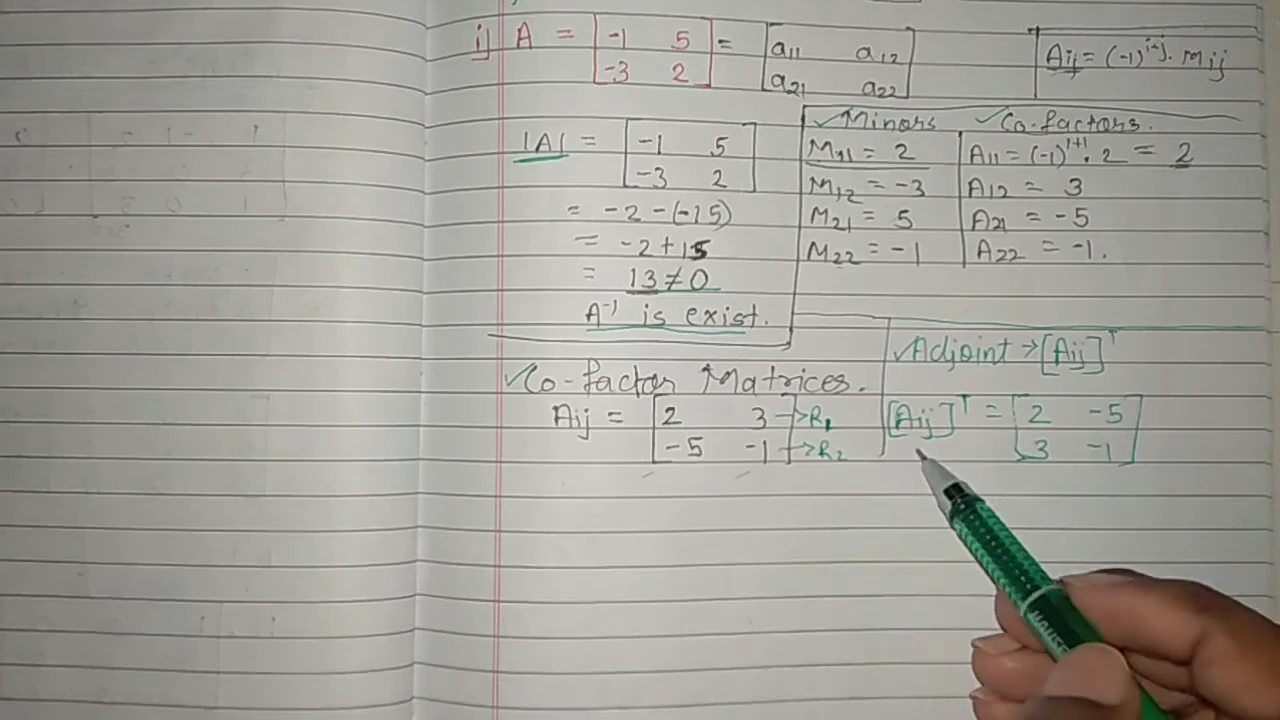 i) A = [-1 5 -3 2] = [a11 a12 a21 a22]
Aij = (-1)^i+j . Mij
|A| = |-1 5 -3 2|
= -2 - (-15)
= -2 + 15
= 13 ≠ 0
A^-1 is exist.
✓Minors ✓Co-factors.
M11 = 2 A11 = (-1)^1+1 . 2 = 2
M12 = -3 A12 = 3
M21 = 5 A21 = -5
M22 = -1 A22 = -1.
✓Co-factor Matrices.
Aij = [2 3 →R1
-5 -1] →R2
✓Adjoint → [Aij]^T
[Aij]^T = [2 -5
3 -1]